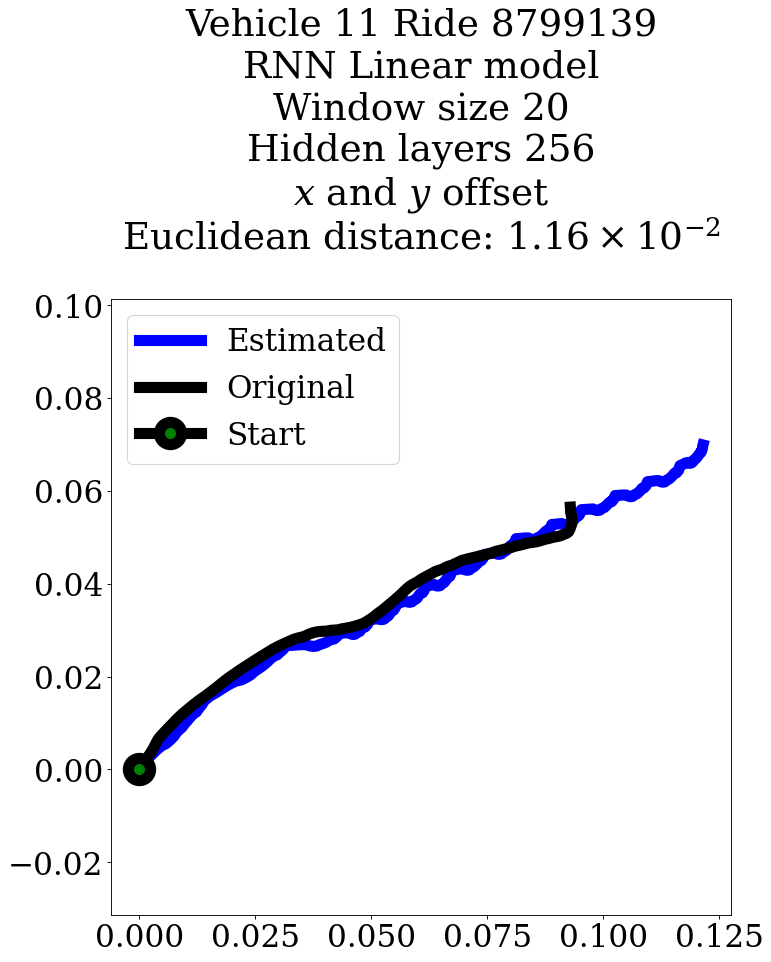 Vehicle 11 Ride 8799139
RNN Linear model
Window size 20
Hidden layers 256
x and y offset
Euclidean distance: 1.16 × 10⁻²
0.10
0.08
0.06
0.04
0.02
0.00
−0.02
Estimated
Original
Start
0.000 0.025 0.050 0.075 0.100 0.125